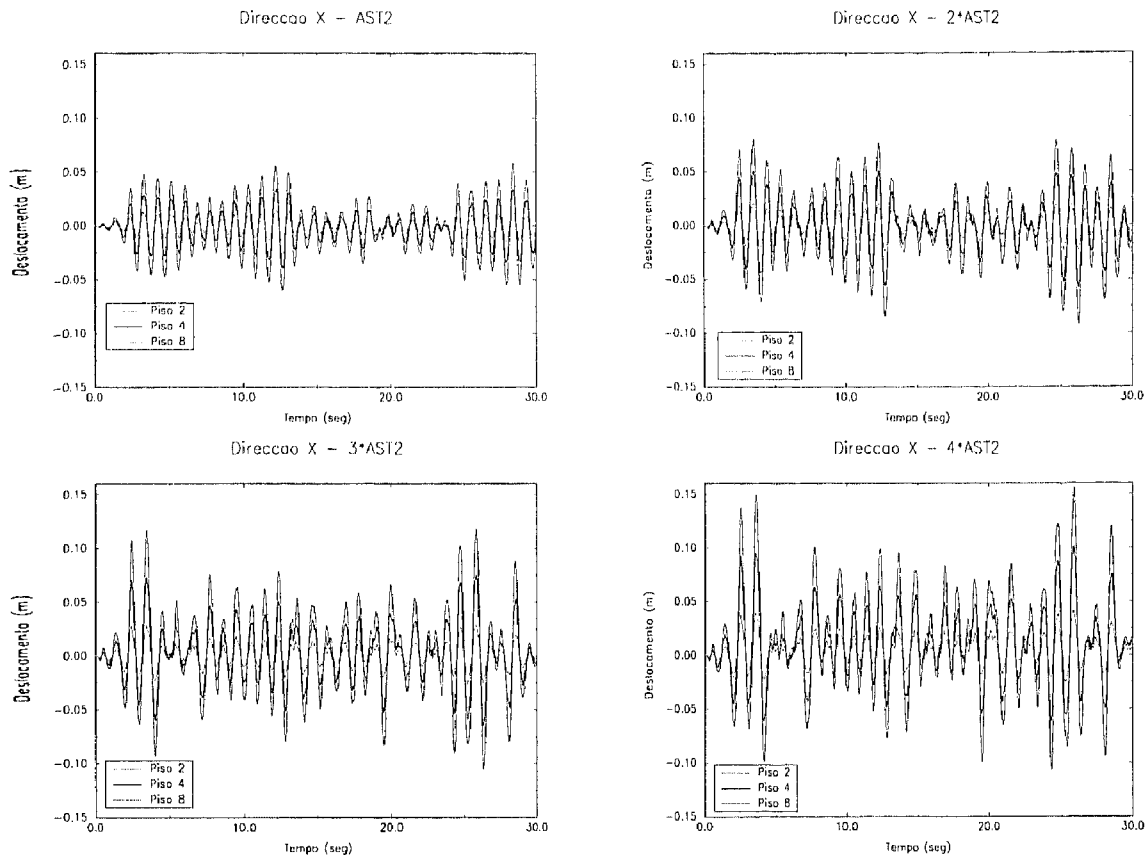 Direccao X - AST2
Deslocamento (m)
0.15
0.10
0.05
0.00
-0.05
-0.10
-0.15
Piso 2
Piso 4
Piso 8
0.0
10.0
20.0
30.0
Tempo (seg)
Direccao X - 2*AST2
Deslocamento (m)
0.15
0.10
0.05
0.00
-0.05
-0.10
-0.15
Piso 2
Piso 4
Piso 8
0.0
10.0
20.0
30.0
Tempo (seg)
Direccao X - 3*AST2
Deslocamento (m)
0.15
0.10
0.05
0.00
-0.05
-0.10
-0.15
Piso 2
Piso 4
Piso 8
0.0
10.0
20.0
30.0
Tempo (seg)
Direccao X - 4*AST2
Deslocamento (m)
0.15
0.10
0.05
0.00
-0.05
-0.10
-0.15
Piso 2
Piso 4
Piso 8
0.0
10.0
20.0
30.0
Tempo (seg)